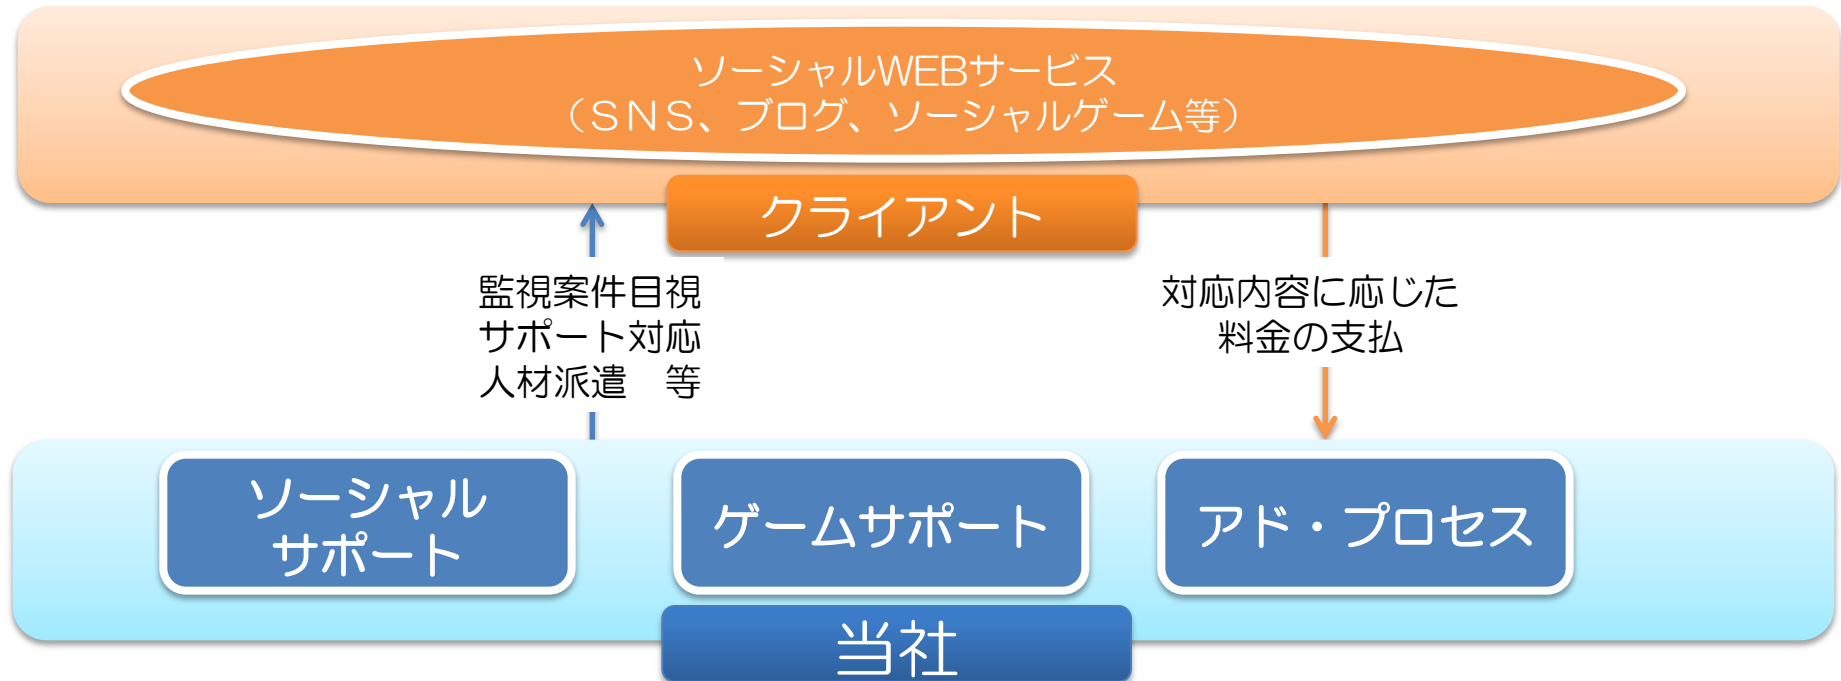 ソーシャルWEBサービス
（ＳＮＳ、ブログ、ソーシャルゲーム等）
クライアント
監視案件目視
サポート対応
人材派遣　等
対応内容に応じた
料金の支払
ソーシャル
サポート
ゲームサポート
アド・プロセス
当社